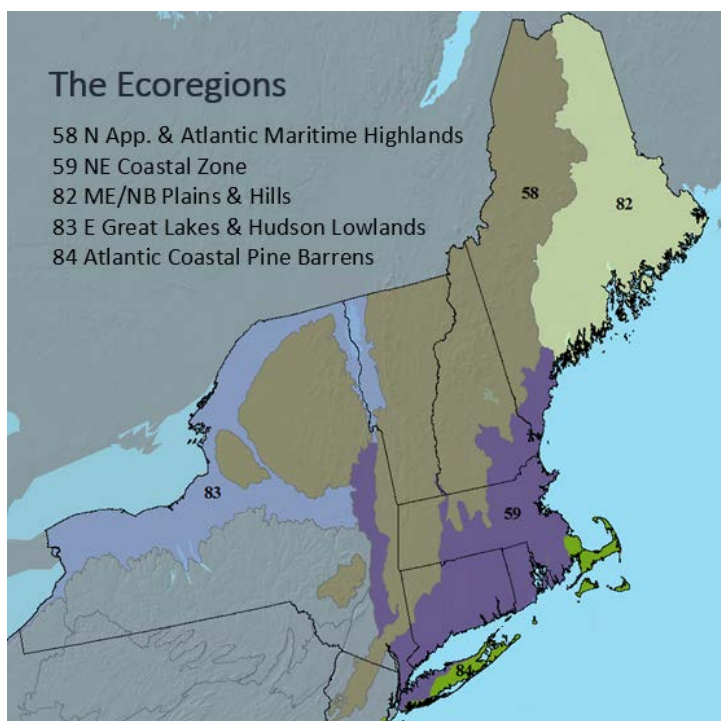 The Ecoregions
58 N App. & Atlantic Maritime Highlands
59 NE Coastal Zone
82 ME/NB Plains & Hills
83 E Great Lakes & Hudson Lowlands
84 Atlantic Coastal Pine Barrens
58
82
83
59
84